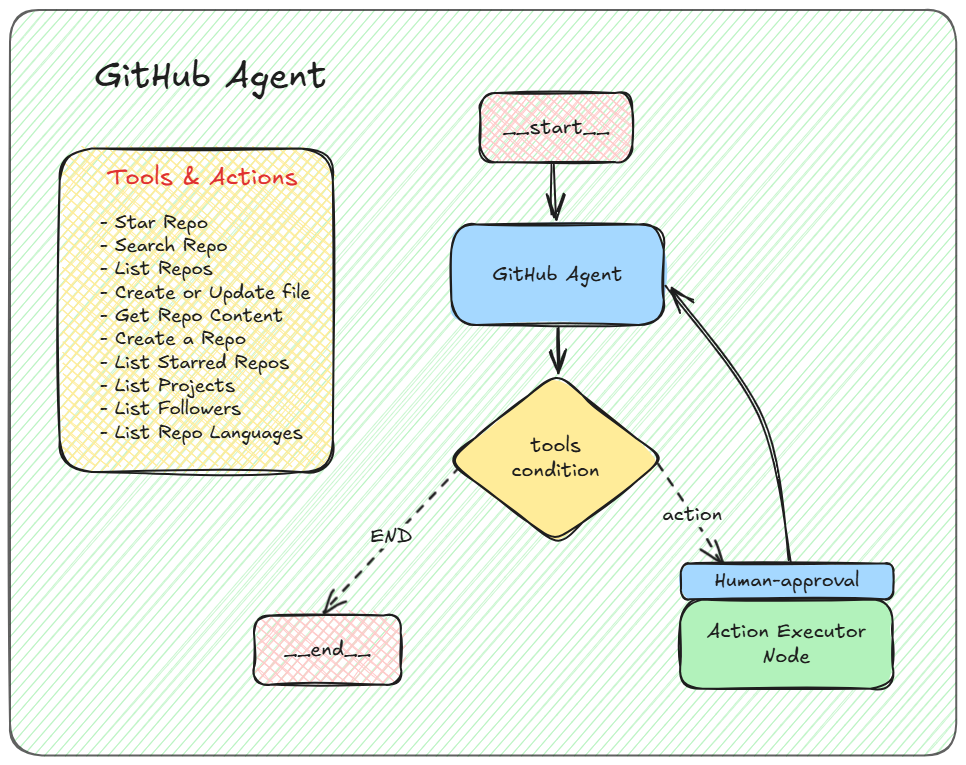 GitHub Agent
__start__
Tools & Actions
- Star Repo
- Search Repo
- List Repos
- Create or Update file
- Get Repo Content
- Create a Repo
- List Starred Repos
- List Projects
- List Followers
- List Repo Languages
GitHub Agent
tools
condition
END
action
Human-approval
Action Executor
Node
__end__